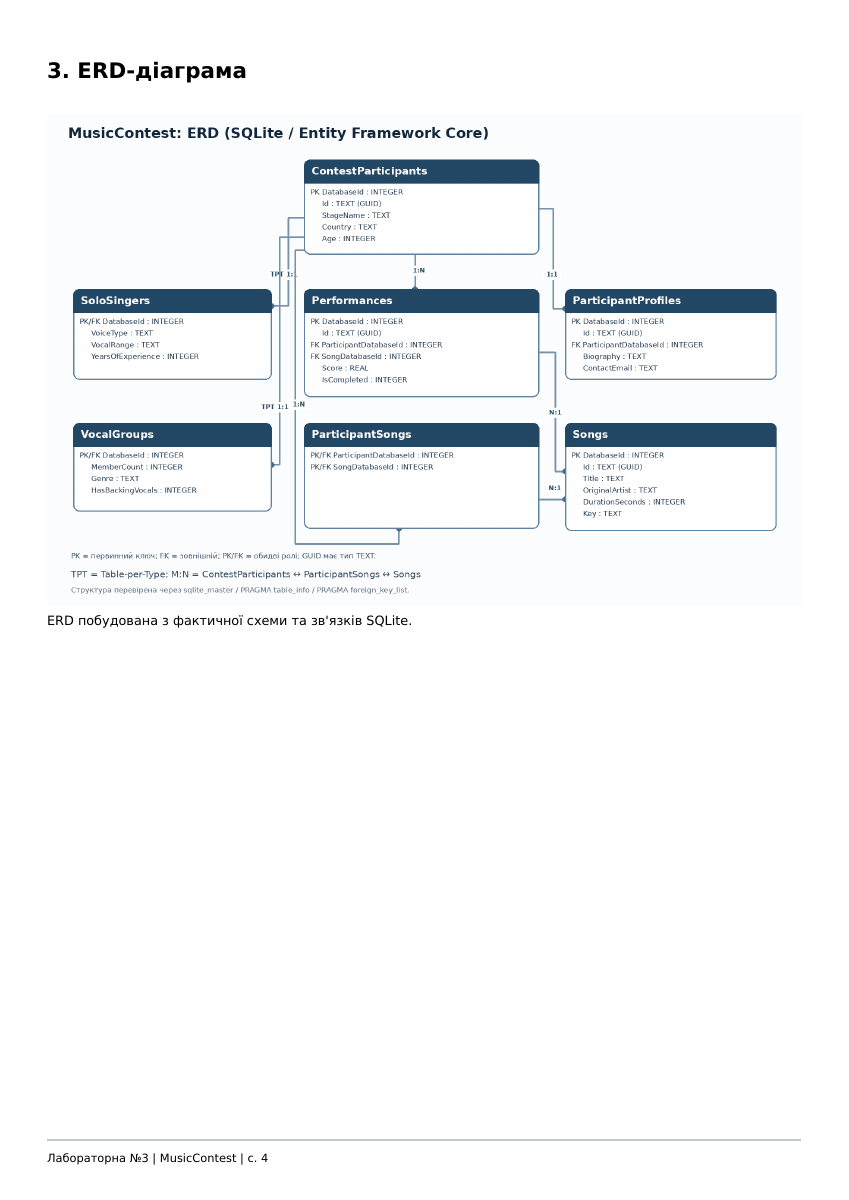 3. ERD-діаграма
MusicContest: ERD (SQLite / Entity Framework Core)
ContestParticipants
PK DatabaseId : INTEGER
Id : TEXT (GUID)
StageName : TEXT
Country : TEXT
Age : INTEGER
TPT 1:1
1:N
1:1
SoloSingers
PK/FK DatabaseId : INTEGER
VoiceType : TEXT
VocalRange : TEXT
YearsOfExperience : INTEGER
Performances
PK DatabaseId : INTEGER
Id : TEXT (GUID)
FK ParticipantDatabaseId : INTEGER
FK SongDatabaseId : INTEGER
Score : REAL
IsCompleted : INTEGER
ParticipantProfiles
PK DatabaseId : INTEGER
Id : TEXT (GUID)
FK ParticipantDatabaseId : INTEGER
Biography : TEXT
ContactEmail : TEXT
TPT 1:1
1:N
N:1
VocalGroups
PK/FK DatabaseId : INTEGER
MemberCount : INTEGER
Genre : TEXT
HasBackingVocals : INTEGER
ParticipantSongs
PK/FK ParticipantDatabaseId : INTEGER
PK/FK SongDatabaseId : INTEGER
N:1
Songs
PK DatabaseId : INTEGER
Id : TEXT (GUID)
Title : TEXT
OriginalArtist : TEXT
DurationSeconds : INTEGER
Key : TEXT
PK = первинний ключ; FK = зовнішній; PK/FK = обидві ролі; GUID має тип TEXT.
TPT = Table-per-Type; M:N = ContestParticipants ↔ ParticipantSongs ↔ Songs
Структура перевірена через sqlite_master / PRAGMA table_info / PRAGMA foreign_key_list.
ERD побудована з фактичної схеми та зв'язків SQLite.
Лабораторна №3 | MusicContest | с. 4